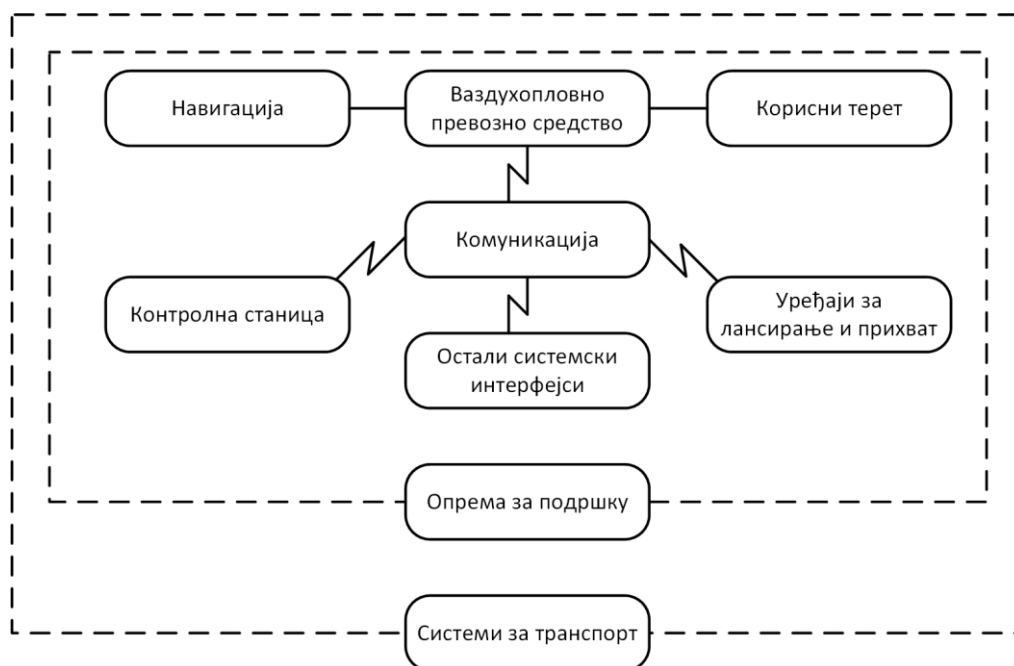 Навигација
Ваздухопловно
превозно средство
Корисни терет
Комуникација
Контролна станица
Уређаји за
лансирање и прихват
Остали системски
интерфејси
Опрема за подршку
Системи за транспорт